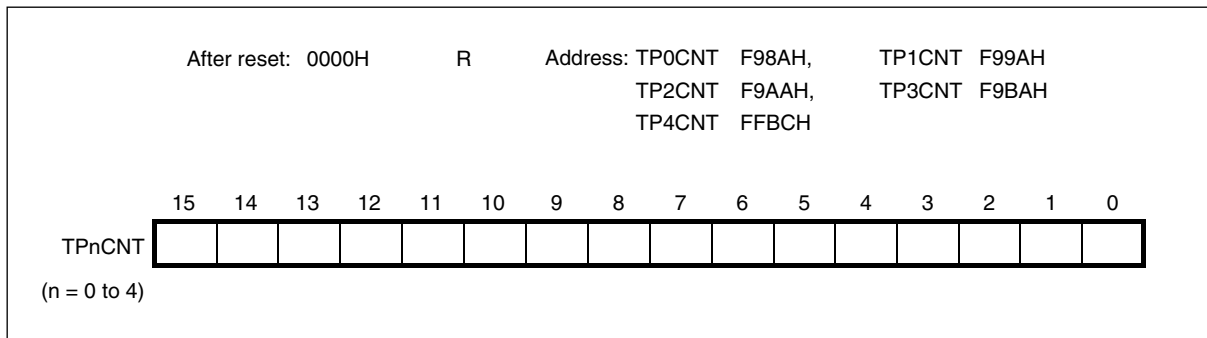 After reset: 0000H R Address: TP0CNT F98AH, TP1CNT F99AH
TP2CNT F9AAH, TP3CNT F9BAH
TP4CNT FFBCH
15 14 13 12 11 10 9 8 7 6 5 4 3 2 1 0
TPnCNT
(n = 0 to 4)